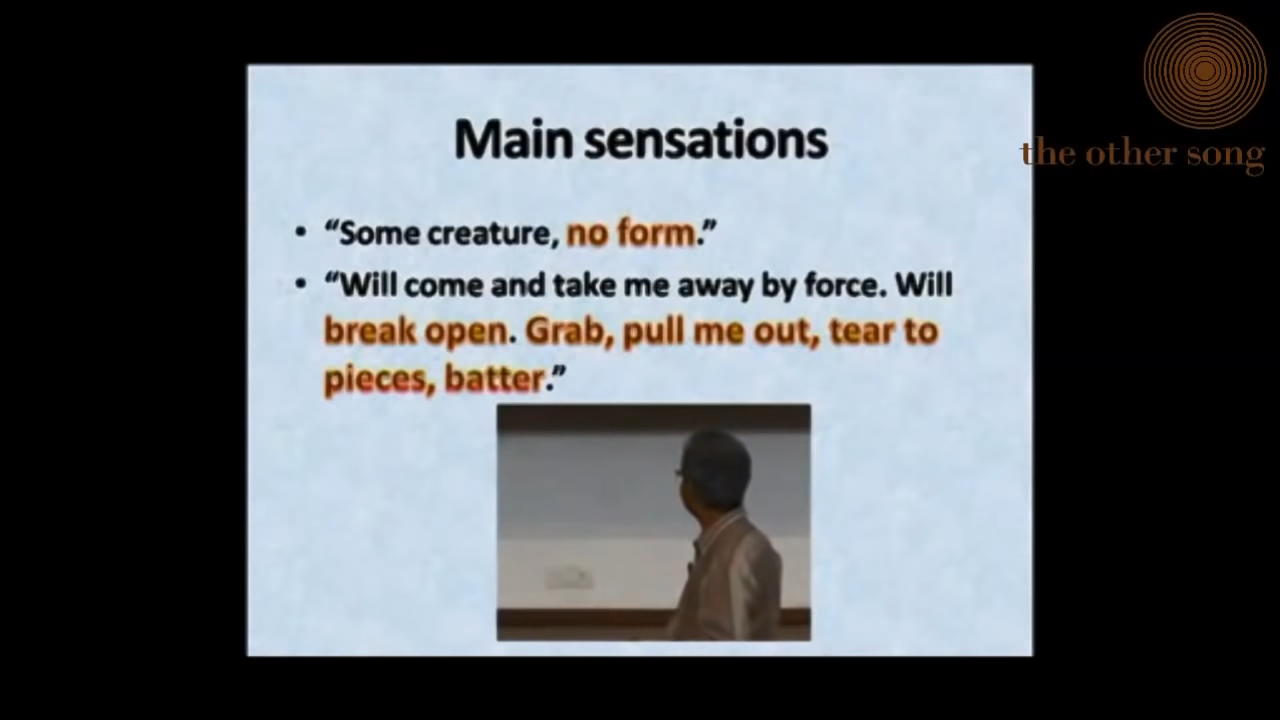 the other song
Main sensations
• “Some creature, no form.”
• “Will come and take me away by force. Will
break open. Grab, pull me out, tear to
pieces, batter.”